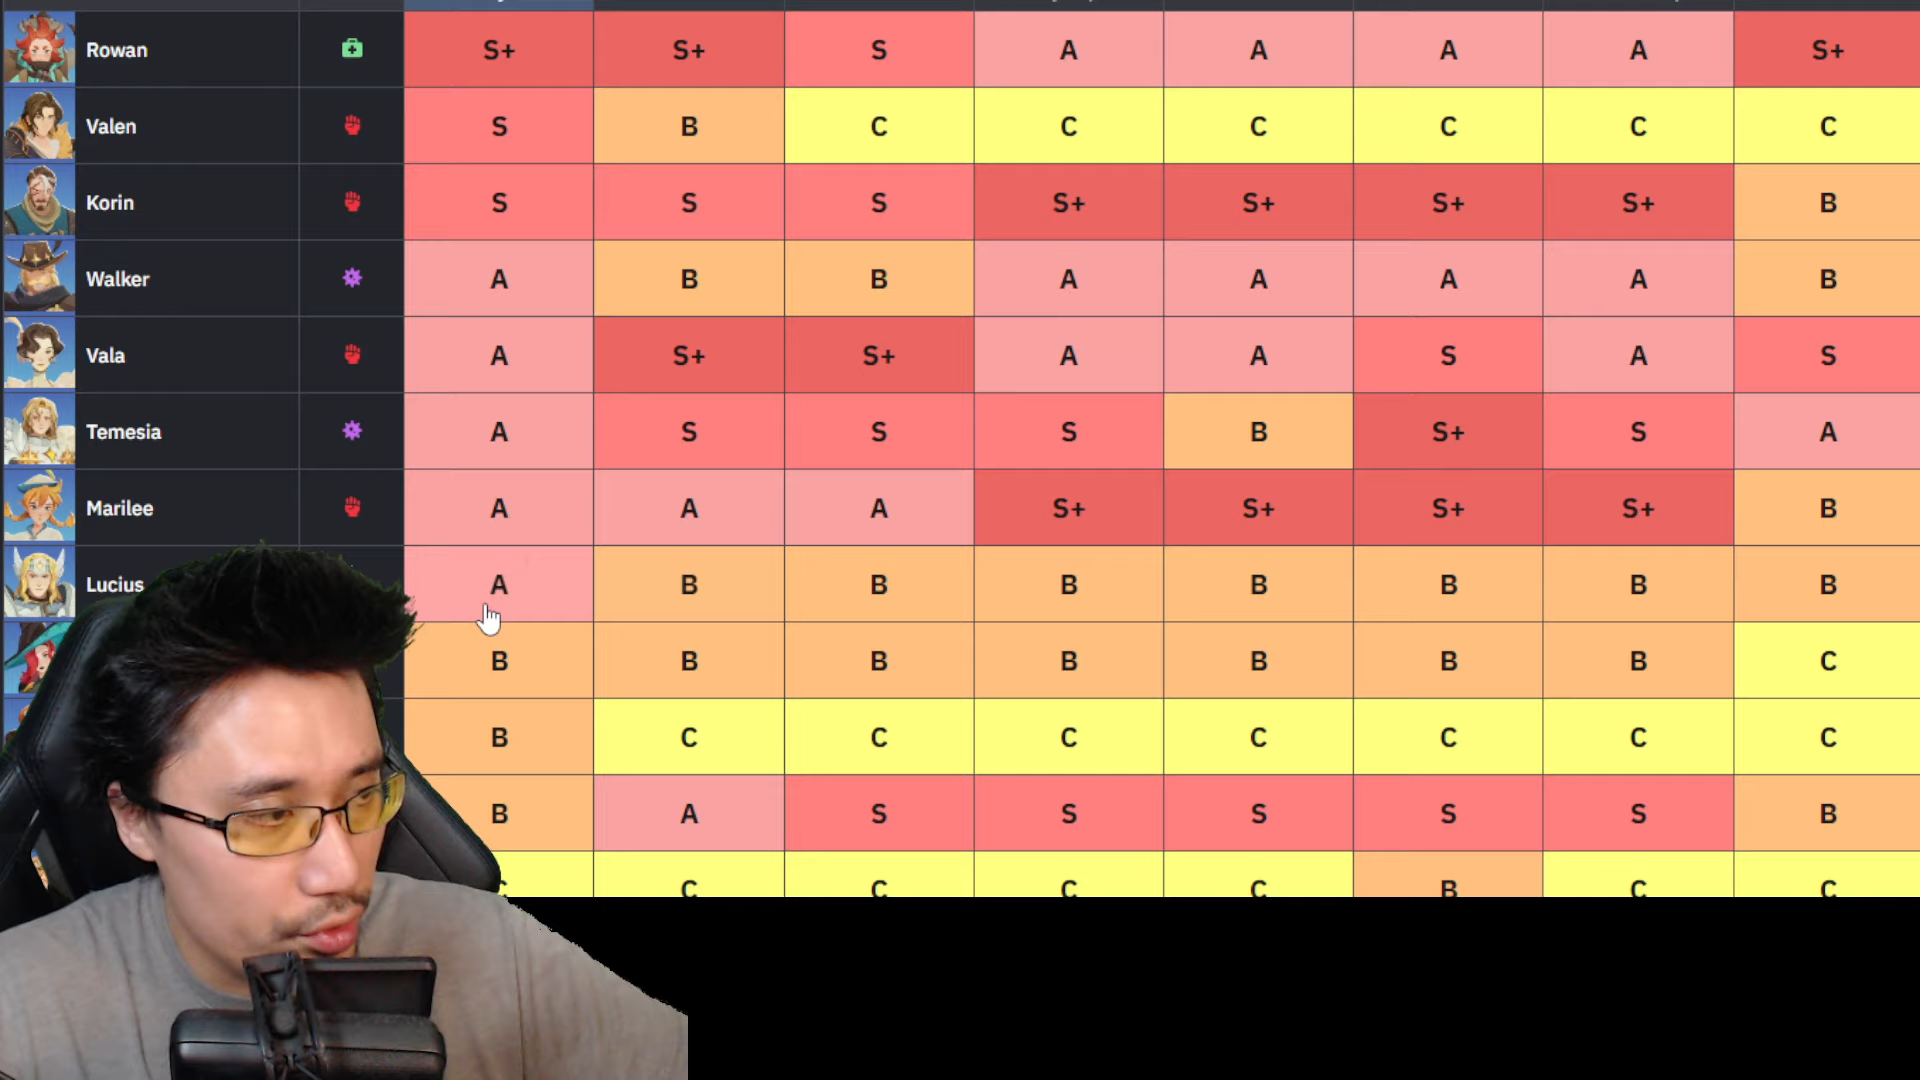 Rowan S+ S+ S A A A A S+
Valen S B C C C C C C
Korin S S S S+ S+ S+ S+ B
Walker A B B A A A A B
Vala A S+ S+ A A S A S
Temesia A S S S B S+ S A
Marilee A A A S+ S+ S+ S+ B
Lucius A B B B B B B B
B B B B B B B C
B C C C C C C C
B A S S S S S B
C C C C C B C C